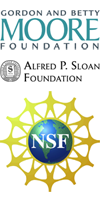 GORDON AND BETTY
MOORE
FOUNDATION
ALFRED P. SLOAN
FOUNDATION
NSF